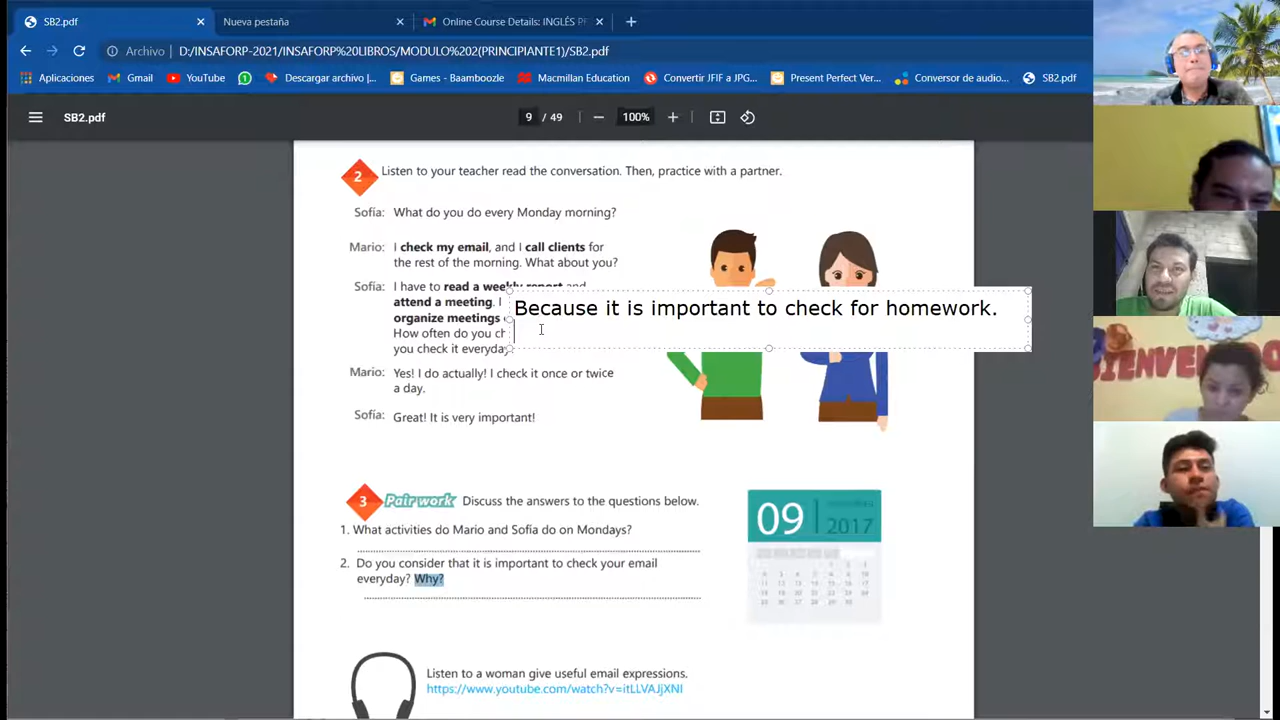 SB2.pdf
Nueva pestaña
Online Course Details: INGLÉS PF
Archivo
D:/INSAFORP-2021/INSAFORP%20LIBROS/MODULO%202(PRINCIPIANTE1)/SB2.pdf
Aplicaciones
Gmail
YouTube
Descargar archivo |...
Games - Baamboozle
Macmillan Education
Convertir JFIF a JPG...
Present Perfect Ver...
Conversor de audio...
SB2.pdf
SB2.pdf
9 / 49
100%
2 Listen to your teacher read the conversation. Then, practice with a partner.
Sofía: What do you do every Monday morning?
Mario: I check my email, and I call clients for
the rest of the morning. What about you?
Sofía: I have to read a weekly report and
attend a meeting. I
organize meetings
How often do you ch
you check it everyday?
Because it is important to check for homework.
Mario: Yes! I do actually! I check it once or twice
a day.
Sofía: Great! It is very important!
3 Pair work Discuss the answers to the questions below.
1. What activities do Mario and Sofía do on Mondays?
2. Do you consider that it is important to check your email
everyday? Why?
09
2017
Listen to a woman give useful email expressions.
https://www.youtube.com/watch?v=itLLVAJjXNI
BIENVENIDO